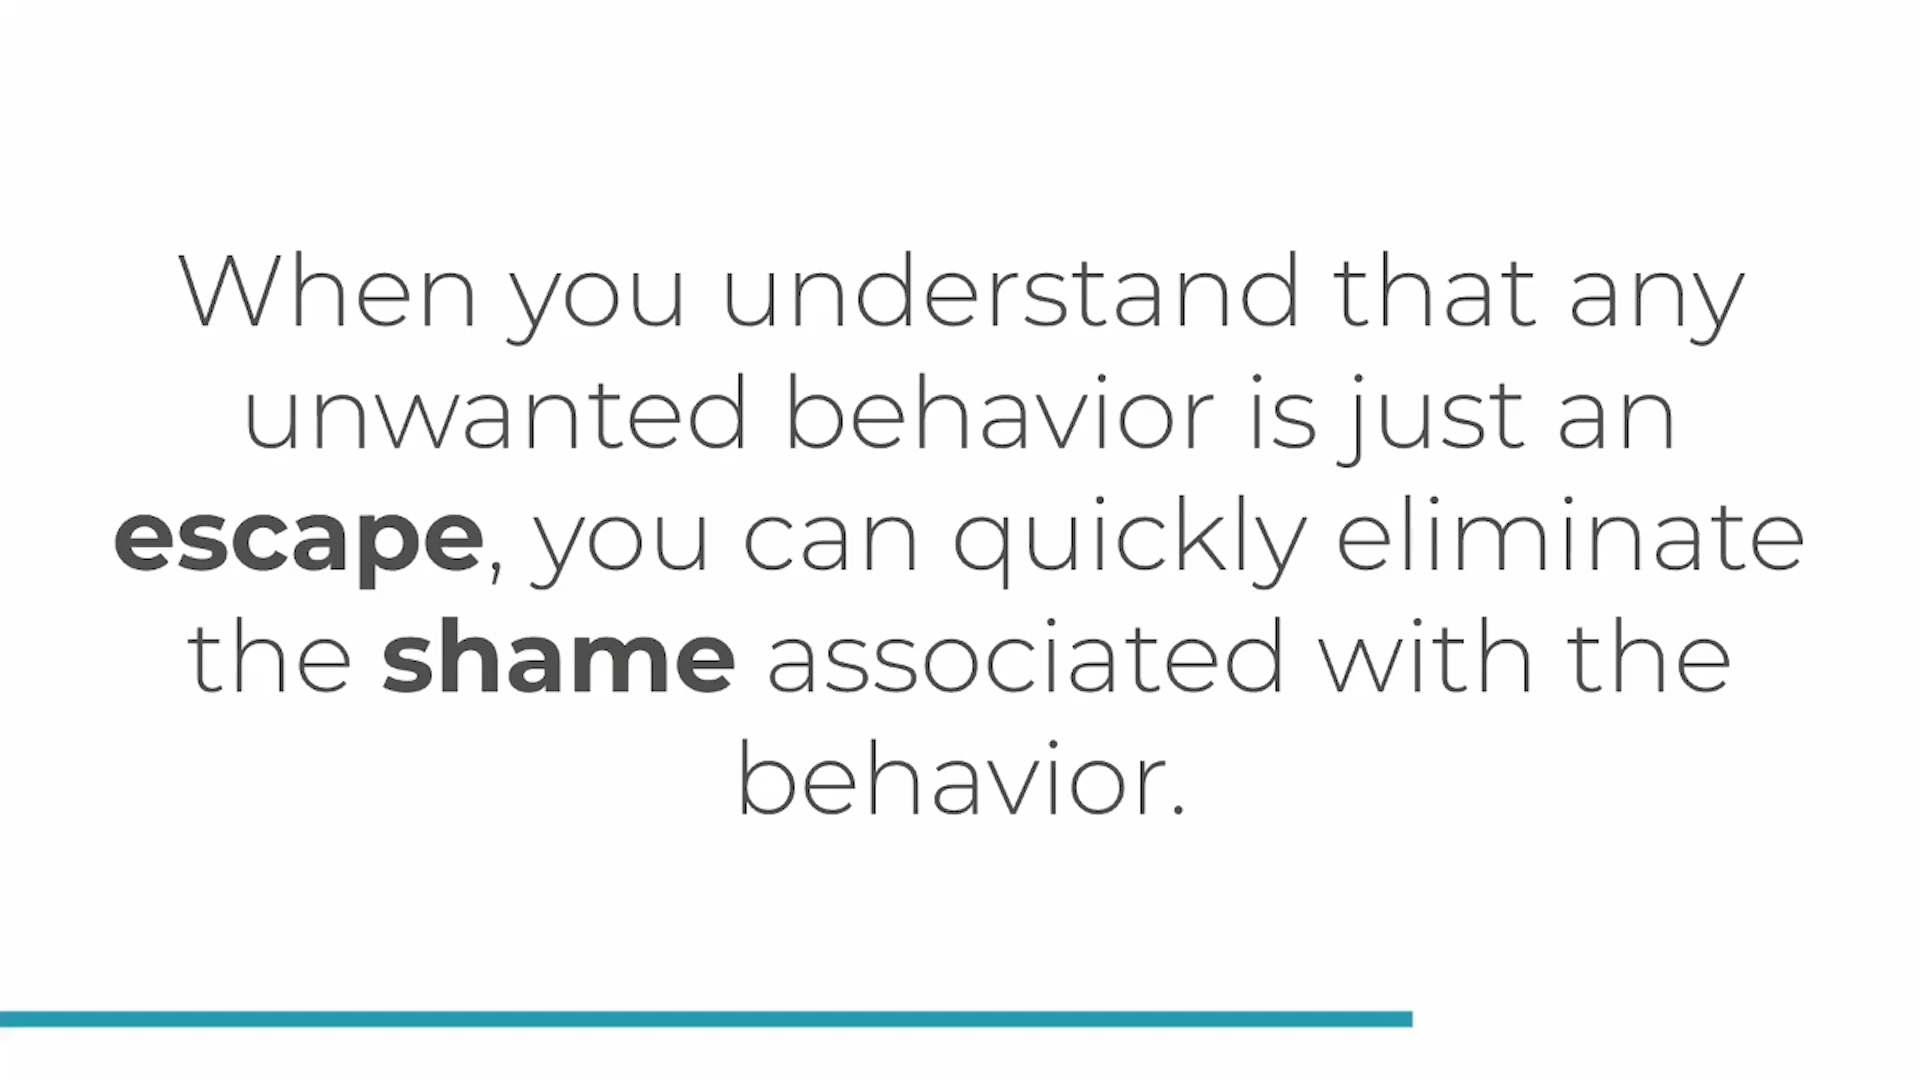 When you understand that any
unwanted behavior is just an
escape, you can quickly eliminate
the shame associated with the
behavior.